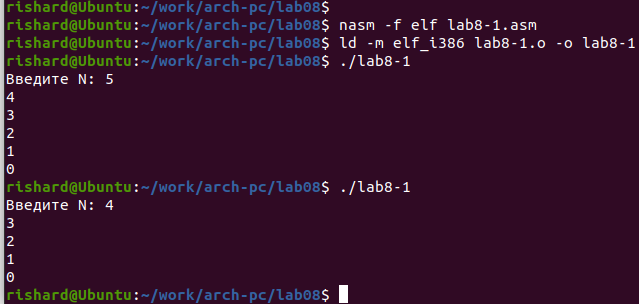 rishard@Ubuntu:~/work/arch-pc/lab08$
rishard@Ubuntu:~/work/arch-pc/lab08$ nasm -f elf lab8-1.asm
rishard@Ubuntu:~/work/arch-pc/lab08$ ld -m elf_i386 lab8-1.o -o lab8-1
rishard@Ubuntu:~/work/arch-pc/lab08$ ./lab8-1
Введите N: 5
4
3
2
1
0
rishard@Ubuntu:~/work/arch-pc/lab08$ ./lab8-1
Введите N: 4
3
2
1
0
rishard@Ubuntu:~/work/arch-pc/lab08$